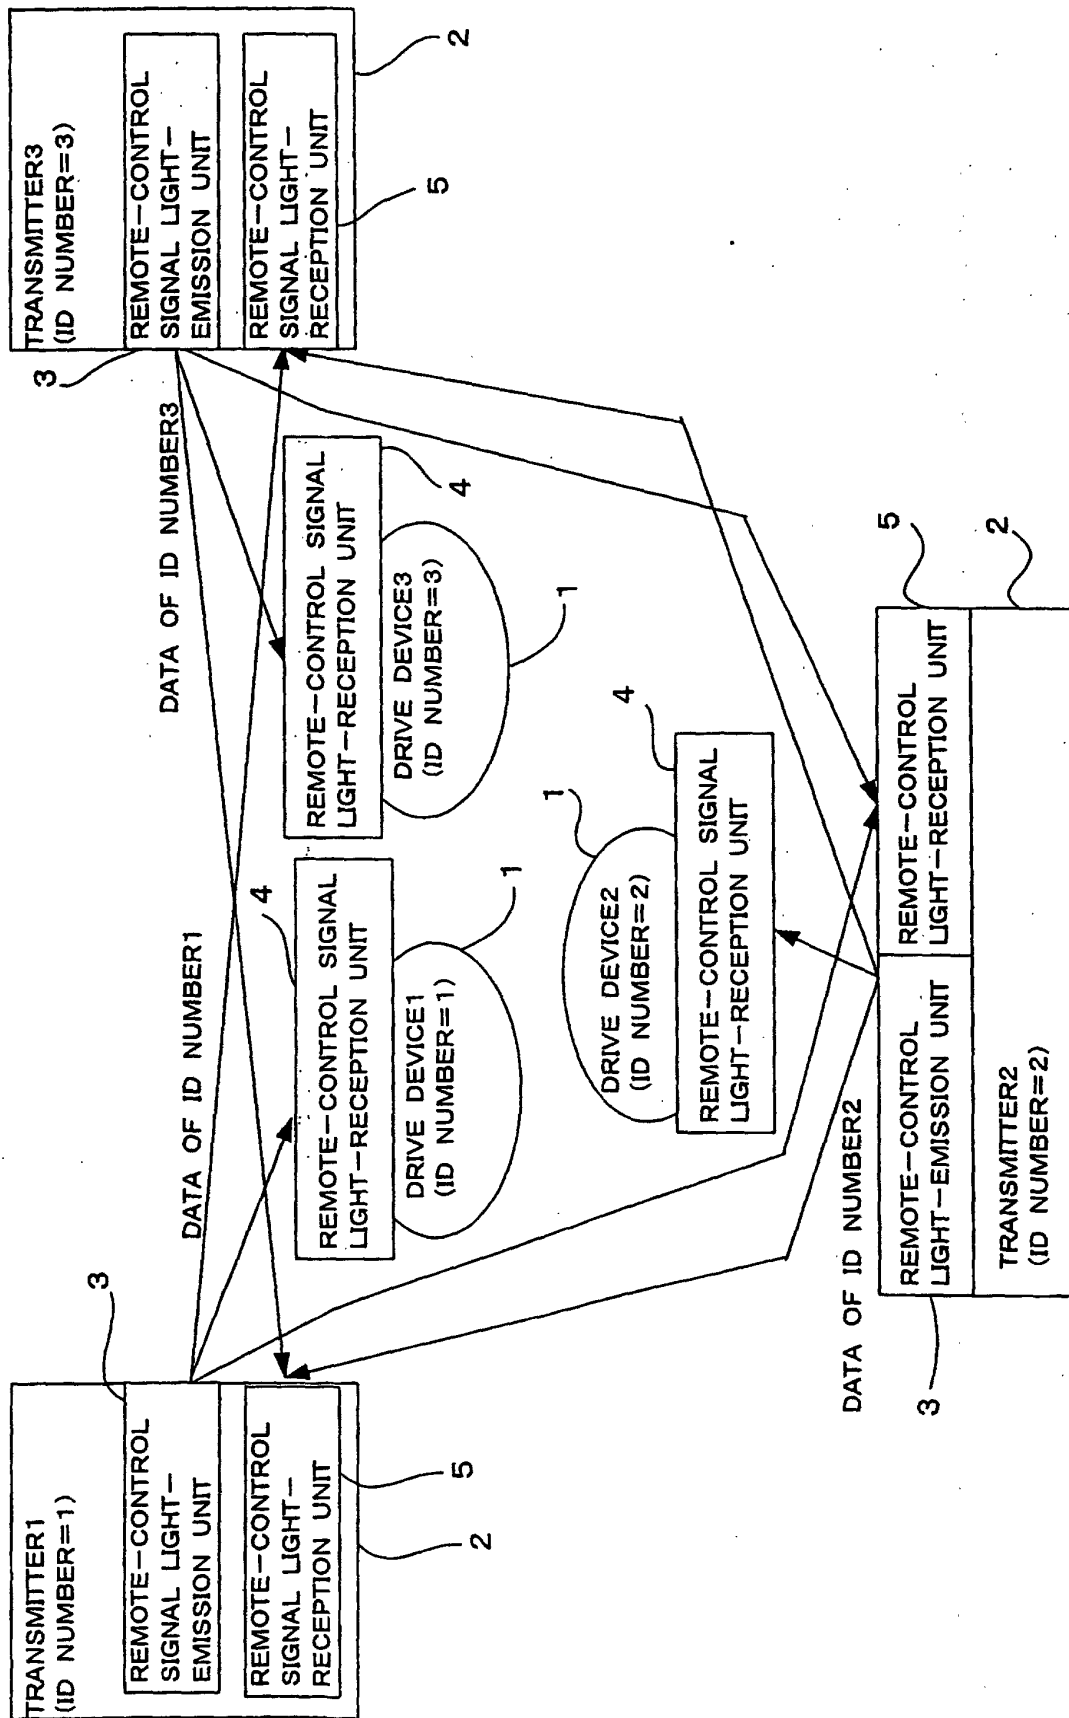 TRANSMITTER1
(ID NUMBER=1)
REMOTE-CONTROL
SIGNAL LIGHT-
EMISSION UNIT
3
REMOTE-CONTROL
SIGNAL LIGHT-
RECEPTION UNIT
5
2
DATA OF ID NUMBER1
DATA OF ID NUMBER3
TRANSMITTER3
(ID NUMBER=3)
REMOTE-CONTROL
SIGNAL LIGHT-
EMISSION UNIT
3
REMOTE-CONTROL
SIGNAL LIGHT-
RECEPTION UNIT
5
2
4
REMOTE-CONTROL SIGNAL
LIGHT-RECEPTION UNIT
DRIVE DEVICE1
(ID NUMBER=1)
1
REMOTE-CONTROL SIGNAL
LIGHT-RECEPTION UNIT
4
DRIVE DEVICE3
(ID NUMBER=3)
1
1
DRIVE DEVICE2
(ID NUMBER=2)
4
REMOTE-CONTROL SIGNAL
LIGHT-RECEPTION UNIT
DATA OF ID NUMBER2
3
REMOTE-CONTROL
LIGHT-EMISSION UNIT
REMOTE-CONTROL
LIGHT-RECEPTION UNIT
5
TRANSMITTER2
(ID NUMBER=2)
2